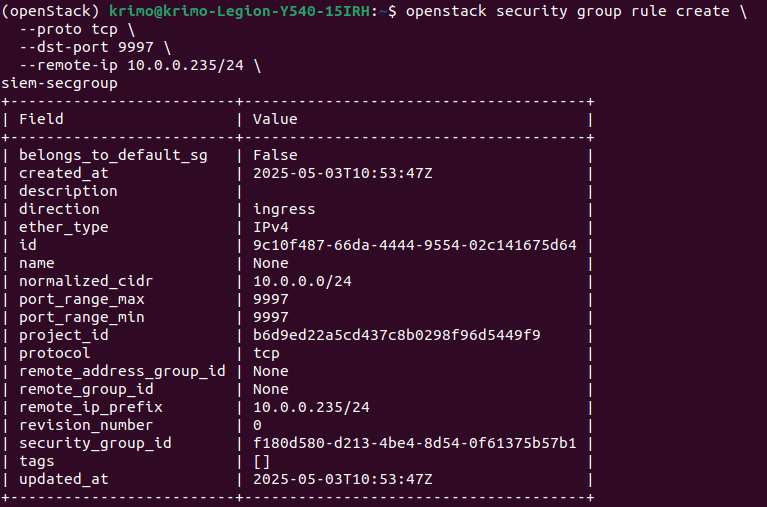 (openStack) krimo@krimo-Legion-Y540-15IRH:~$ openstack security group rule create \
  --proto tcp \
  --dst-port 9997 \
  --remote-ip 10.0.0.235/24 \
siem-secgroup
+-------------------------+--------------------------------------+
| Field                   | Value                                |
+-------------------------+--------------------------------------+
| belongs_to_default_sg   | False                                |
| created_at              | 2025-05-03T10:53:47Z                 |
| description             |                                      |
| direction               | ingress                              |
| ether_type              | IPv4                                 |
| id                      | 9c10f487-66da-4444-9554-02c141675d64 |
| name                    | None                                 |
| normalized_cidr         | 10.0.0.0/24                          |
| port_range_max          | 9997                                 |
| port_range_min          | 9997                                 |
| project_id              | b6d9ed22a5cd437c8b0298f96d5449f9     |
| protocol                | tcp                                  |
| remote_address_group_id | None                                 |
| remote_group_id         | None                                 |
| remote_ip_prefix        | 10.0.0.235/24                        |
| revision_number         | 0                                    |
| security_group_id       | f180d580-d213-4be4-8d54-0f61375b57b1 |
| tags                    | []                                   |
| updated_at              | 2025-05-03T10:53:47Z                 |
+-------------------------+--------------------------------------+